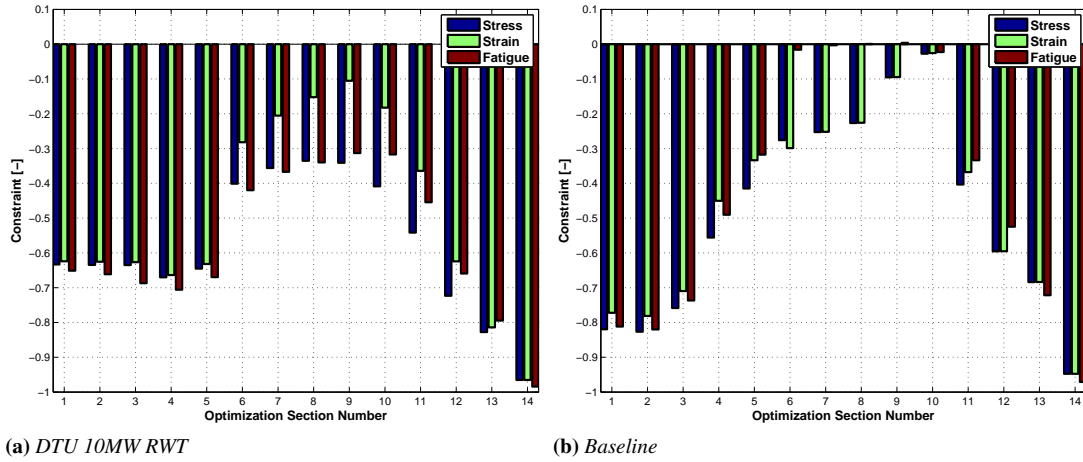 0.1
0
−0.1
−0.2
−0.3
−0.4
−0.5
−0.6
−0.7
−0.8
−0.9
−1
Constraint [−]
1 2 3 4 5 6 7 8 9 10 11 12 13 14
Optimization Section Number
Stress
Strain
Fatigue
(a) DTU 10MW RWT
0.1
0
−0.1
−0.2
−0.3
−0.4
−0.5
−0.6
−0.7
−0.8
−0.9
−1
Constraint [−]
1 2 3 4 5 6 7 8 9 10 11 12 13 14
Optimization Section Number
Stress
Strain
Fatigue
(b) Baseline